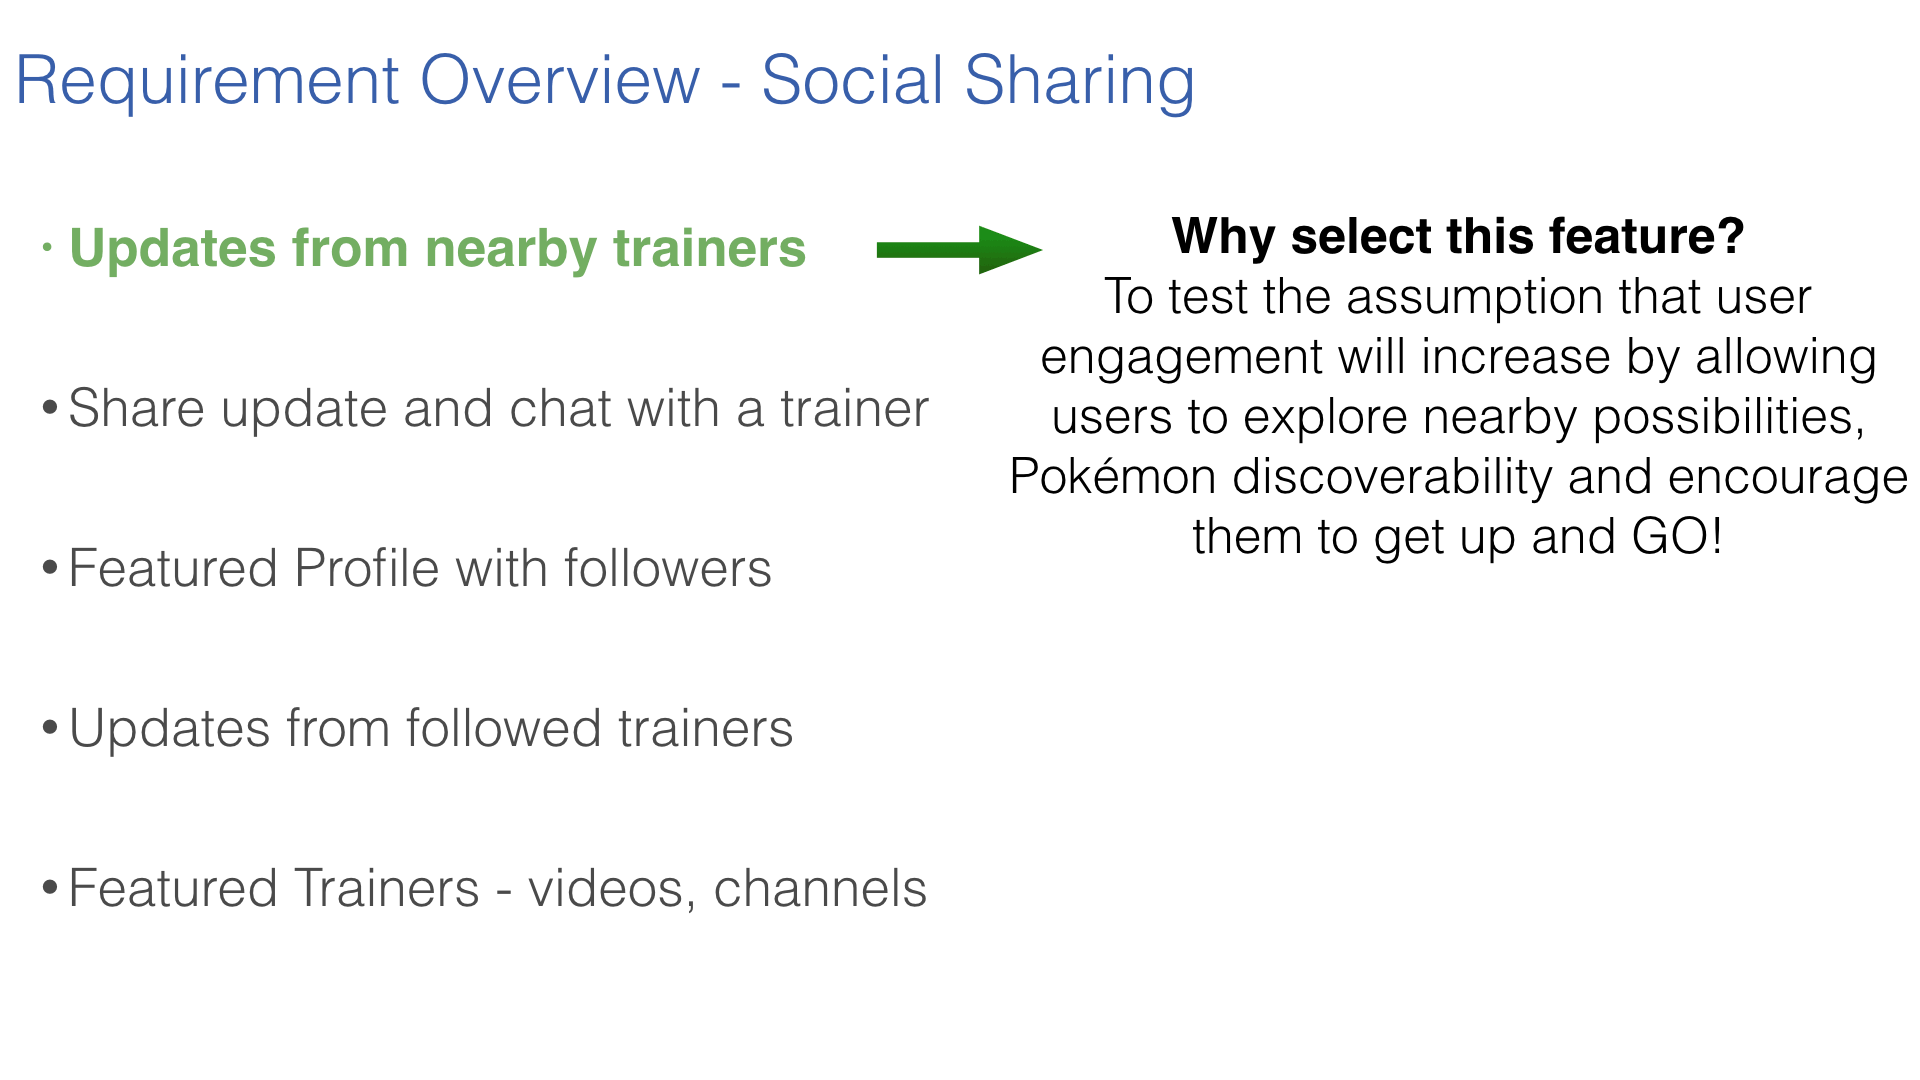 Requirement Overview - Social Sharing
· Updates from nearby trainers
• Share update and chat with a trainer
• Featured Profile with followers
• Updates from followed trainers
• Featured Trainers - videos, channels
Why select this feature?
To test the assumption that user
engagement will increase by allowing
users to explore nearby possibilities,
Pokémon discoverability and encourage
them to get up and GO!